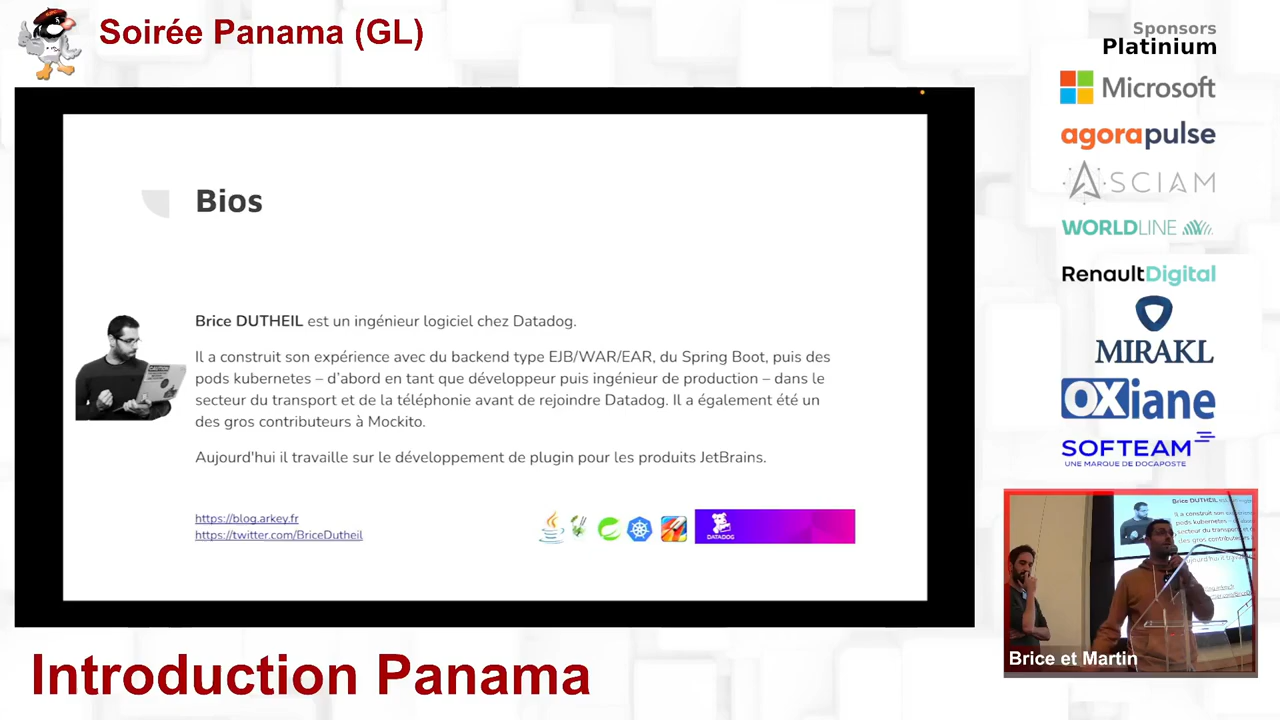 Soirée Panama (GL)
Sponsors
Platinium
Microsoft
agorapulse
ASCIAM
WORLDLINE
RenaultDigital
MIRAKL
OXiane
SOFTEAM
UNE MARQUE DE DOCAPOSTE
Bios
Brice DUTHEIL est un ingénieur logiciel chez Datadog.
Il a construit son expérience avec du backend type EJB/WAR/EAR, du Spring Boot, puis des
pods kubernetes – d'abord en tant que développeur puis ingénieur de production – dans le
secteur du transport et de la téléphonie avant de rejoindre Datadog. Il a également été un
des gros contributeurs à Mockito.
Aujourd'hui il travaille sur le développement de plugin pour les produits JetBrains.
https://blog.arkey.fr
https://twitter.com/BriceDutheil
DATADOG
Brice et Martin
Introduction Panama